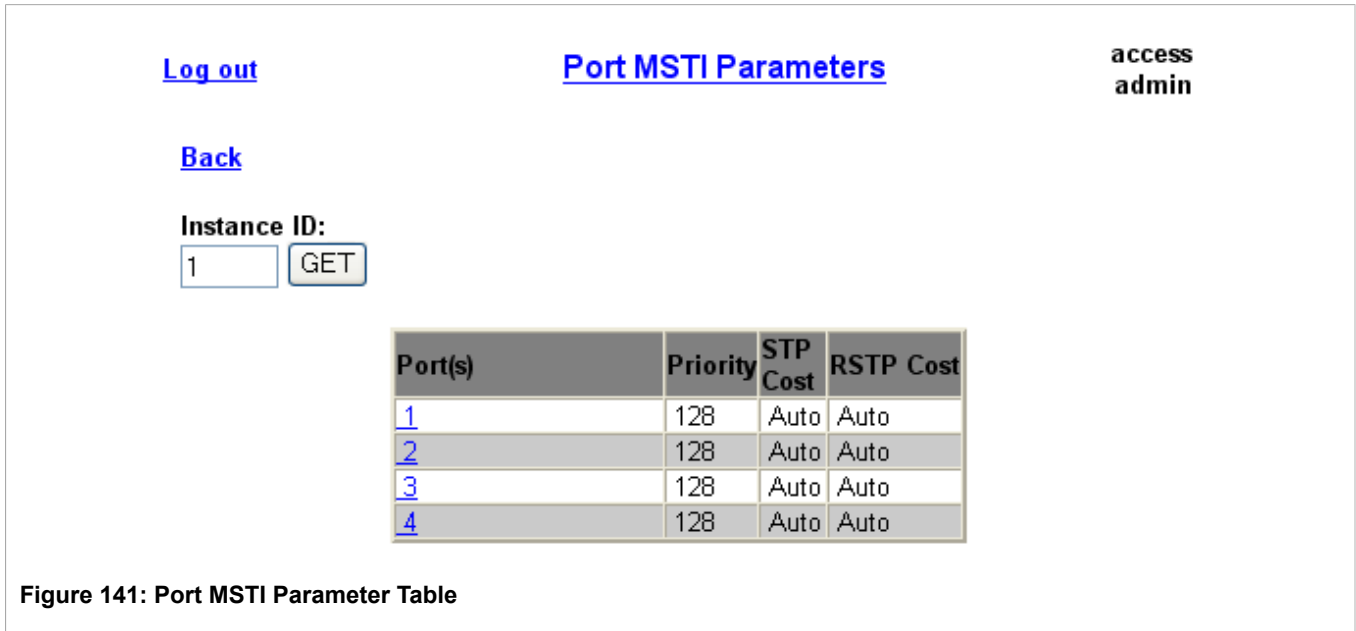 Log out
Port MSTI Parameters
access
admin
Back
Instance ID:
1 GET
Port(s) Priority STP Cost RSTP Cost
1 128 Auto Auto
2 128 Auto Auto
3 128 Auto Auto
4 128 Auto Auto
Figure 141: Port MSTI Parameter Table